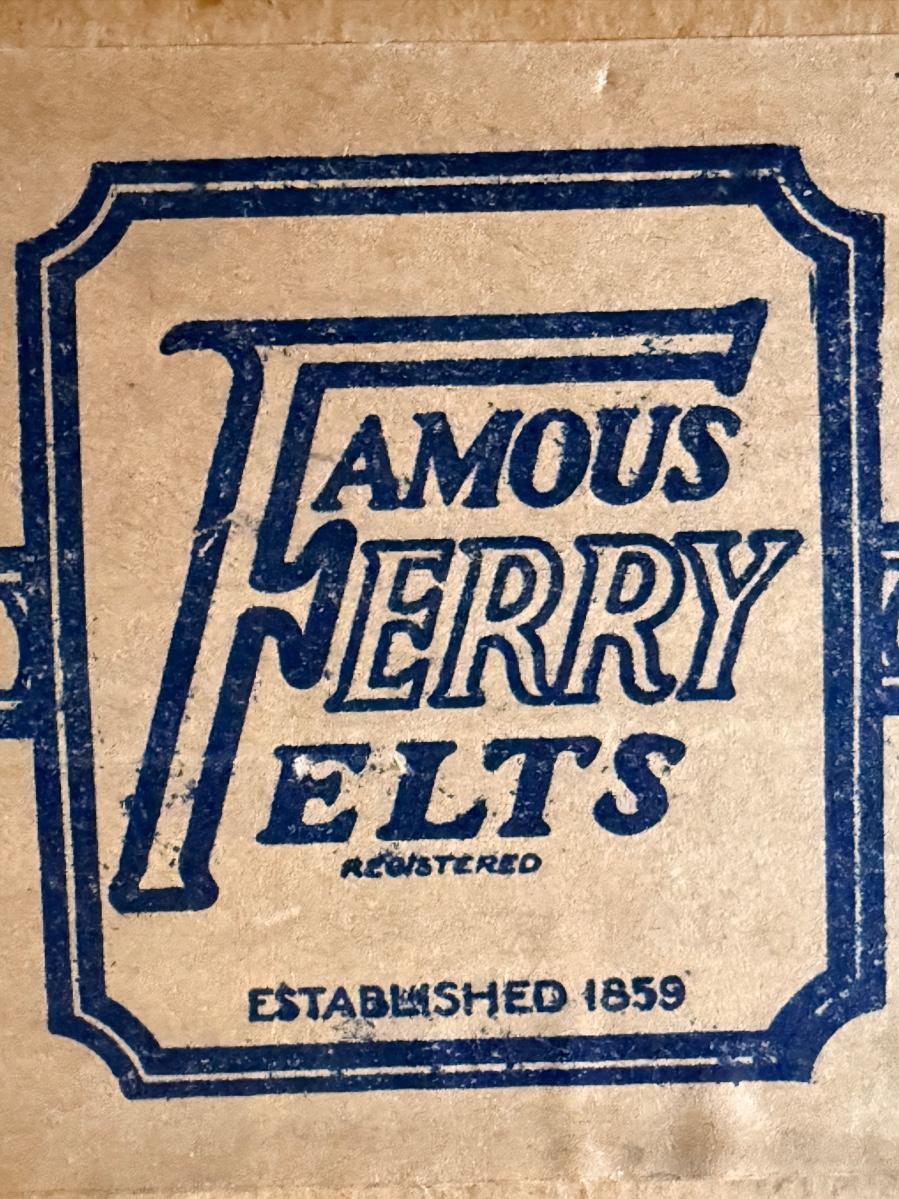 FAMOUS
FERRY
FELTS
REGISTERED
ESTABLISHED 1859